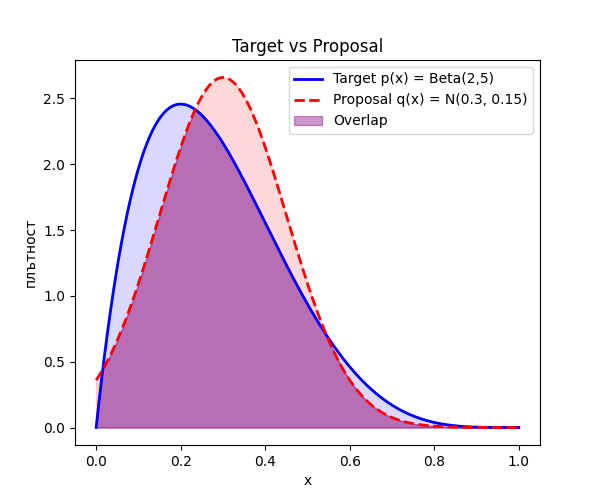 Target vs Proposal
Target p(x) = Beta(2,5)
Proposal q(x) = N(0.3, 0.15)
Overlap
плътност
2.5
2.0
1.5
1.0
0.5
0.0
0.0 0.2 0.4 0.6 0.8 1.0
x